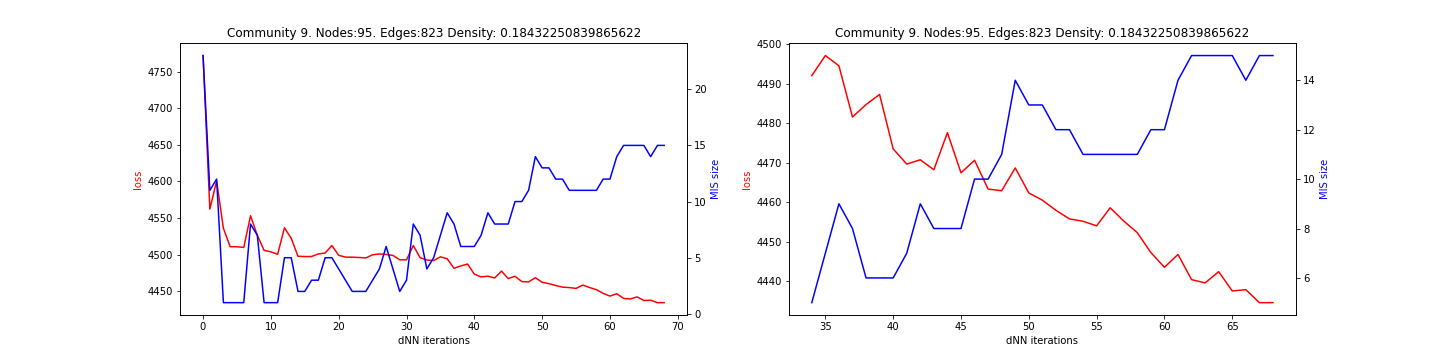 Community 9. Nodes:95. Edges:823 Density: 0.18432250839865622
4750
4700
4650
4600
4550
4500
4450
loss
20
15
10
5
0
MIS size
0 10 20 30 40 50 60 70
dNN iterations
Community 9. Nodes:95. Edges:823 Density: 0.18432250839865622
4500
4490
4480
4470
4460
4450
4440
loss
14
12
10
8
6
MIS size
35 40 45 50 55 60 65
dNN iterations